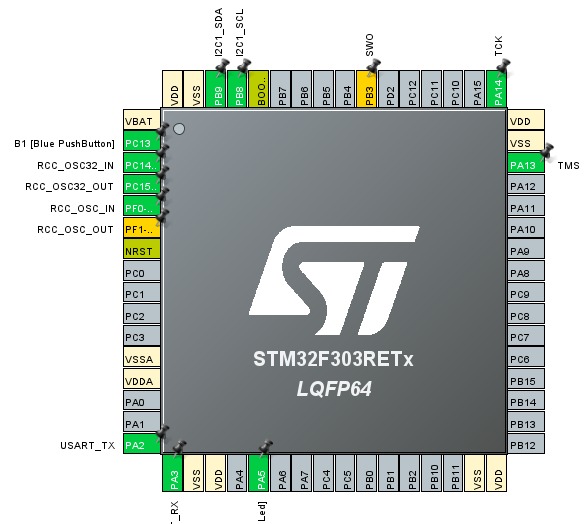 I2C1_SDA
I2C1_SCL
SWO
TCK
VDD
VSS
PB9
PB8
BOO..
PB7
PB6
PB5
PB4
PB3
PD2
PC12
PC11
PC10
PA15
PA14
VBAT
B1 [Blue PushButton] PC13
RCC_OSC32_IN PC14..
RCC_OSC32_OUT PC15..
RCC_OSC_IN PF0-..
RCC_OSC_OUT PF1-..
NRST
PC0
PC1
PC2
PC3
VSSA
VDDA
PA0
PA1
USART_TX PA2
ST
STM32F303RETx
LQFP64
VDD
VSS
PA13 TMS
PA12
PA11
PA10
PA9
PA8
PC9
PC8
PC7
PC6
PB15
PB14
PB13
PB12
PA3
VSS
VDD
PA4
PA5
PA6
PA7
PC4
PC5
PB0
PB1
PB2
PB10
PB11
VSS
VDD
T_RX
Led]